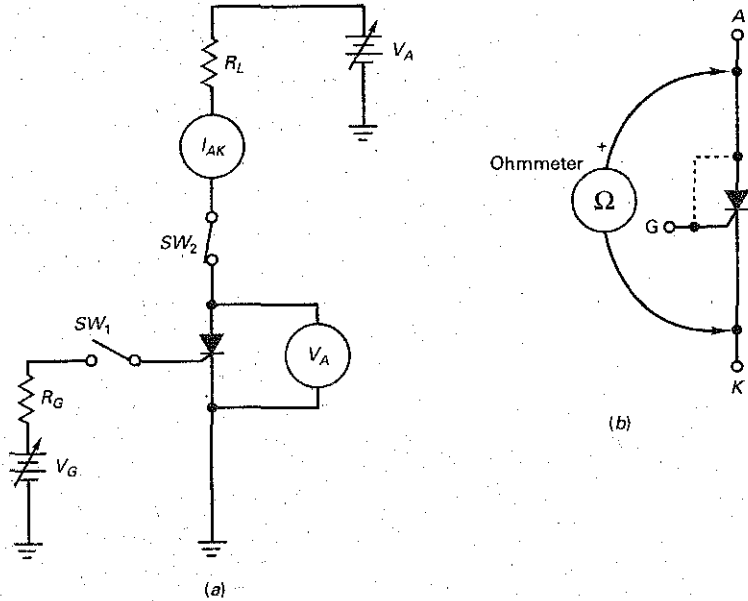 R_L
V_A
I_AK
SW_2
SW_1
V_A
R_G
V_G
(a)
A
+
Ohmmeter
Ω
G
K
(b)